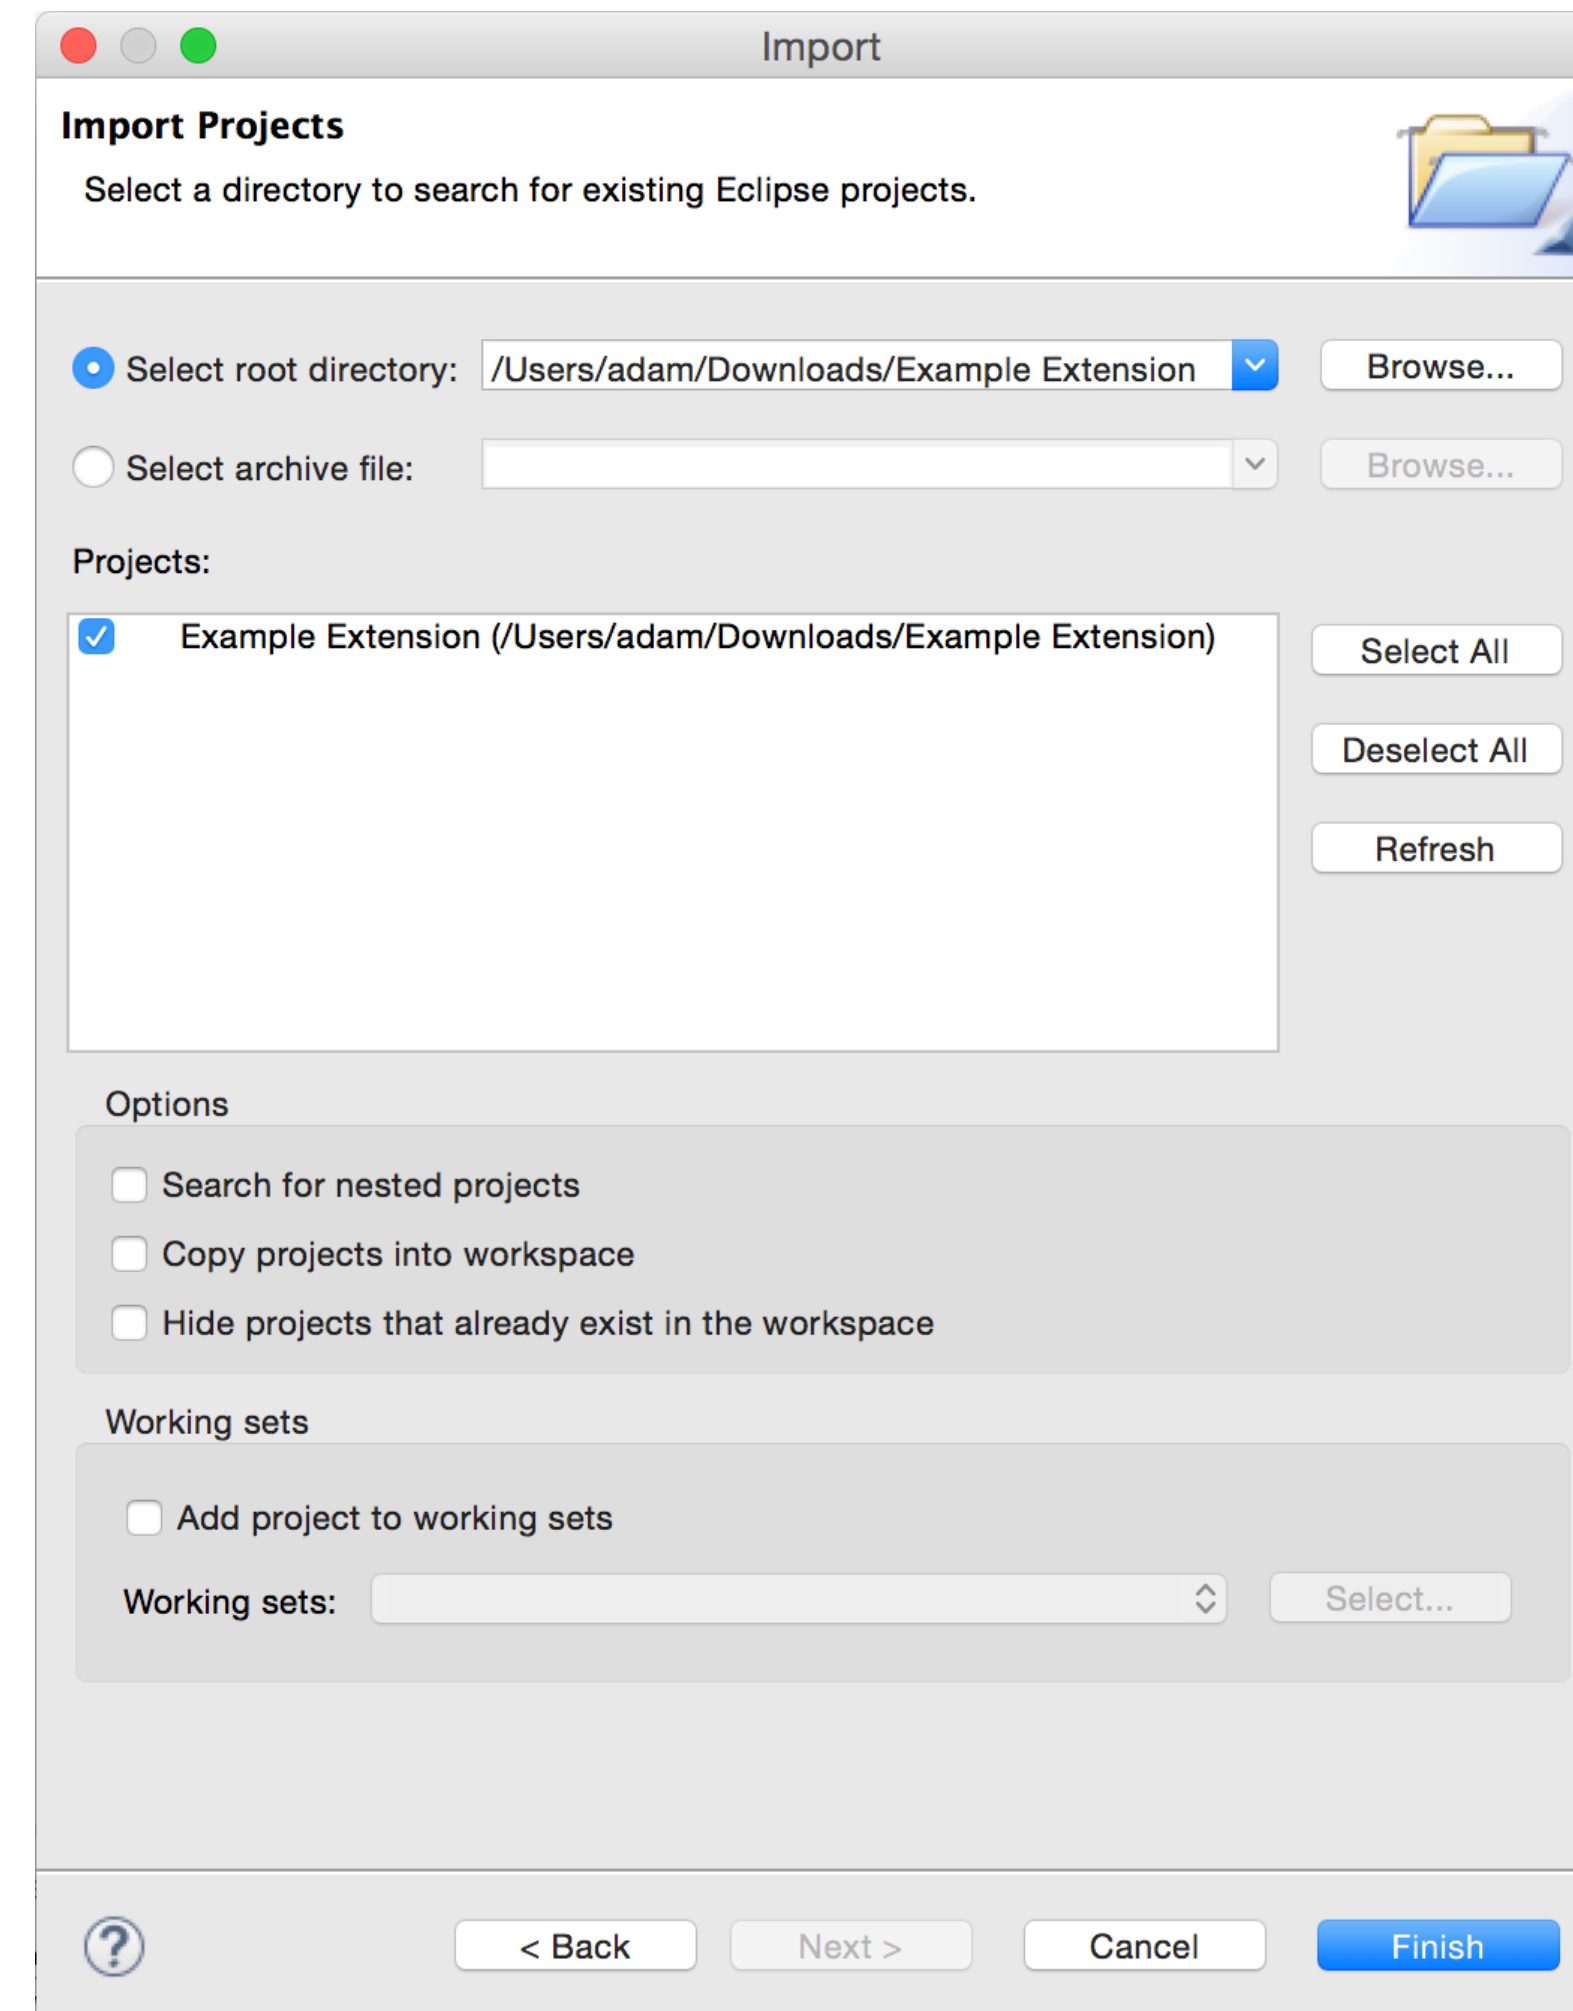 Import
Import Projects
Select a directory to search for existing Eclipse projects.
Select root directory: /Users/adam/Downloads/Example Extension Browse...
Select archive file: Browse...
Projects:
Example Extension (/Users/adam/Downloads/Example Extension)
Select All
Deselect All
Refresh
Options
Search for nested projects
Copy projects into workspace
Hide projects that already exist in the workspace
Working sets
Add project to working sets
Working sets: Select...
? < Back Next > Cancel Finish